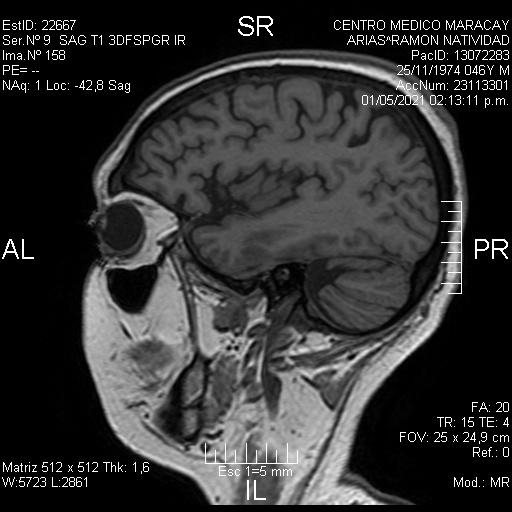 EstID: 22667
Ser.Nº 9 SAG T1 3DFSPGR IR
Ima.Nº 158
PE= --
NAq: 1 Loc: -42,8 Sag
SR
CENTRO MEDICO MARACAY
ARIAS^RAMON NATIVIDAD
PacID: 13072283
25/11/1974 046Y M
AccNum: 23113301
01/05/2021 02:13:11 p.m.
AL
PR
FA: 20
TR: 15 TE: 4
FOV: 25 x 24,9 cm
Ref.: 0
Mod.: MR
Matriz 512 x 512 Thk: 1,6
W:5723 L:2861
Esc 1=5 mm
IL